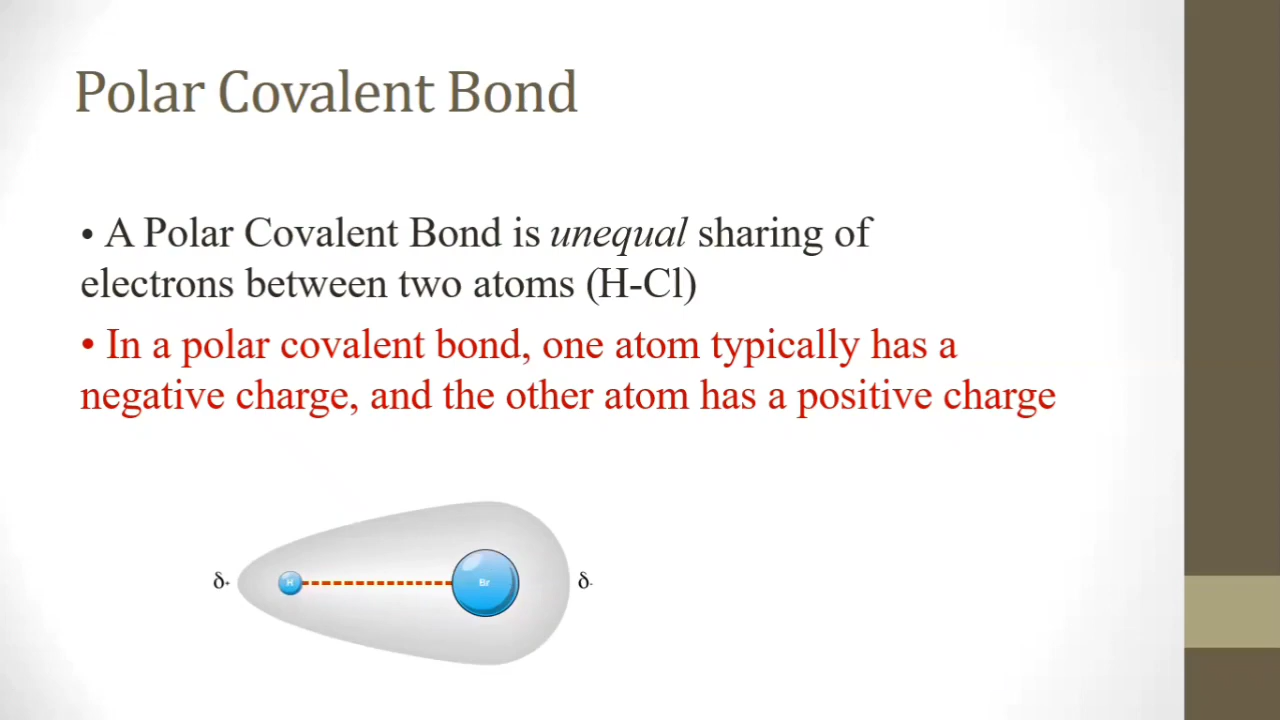 Polar Covalent Bond
• A Polar Covalent Bond is unequal sharing of
electrons between two atoms (H-Cl)
• In a polar covalent bond, one atom typically has a
negative charge, and the other atom has a positive charge
δ+ H Br δ-